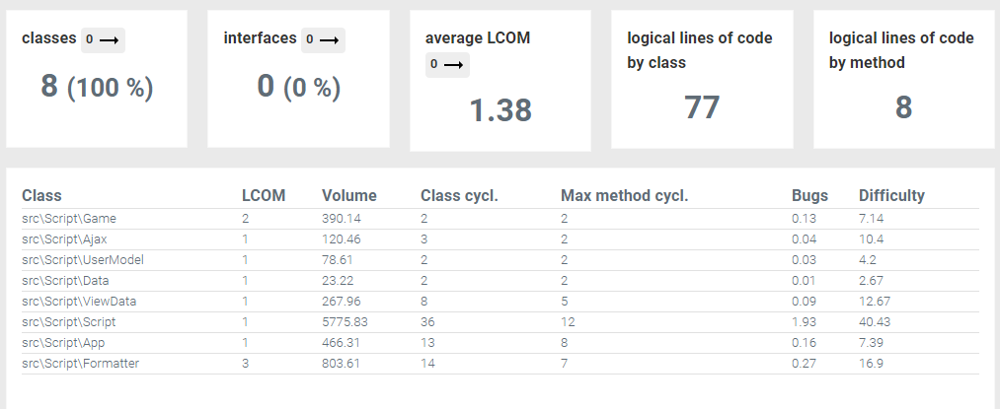 classes 0 →
8 (100 %)
interfaces 0 →
0 (0 %)
average LCOM
0 →
1.38
logical lines of code
by class
77
logical lines of code
by method
8
Class LCOM Volume Class cycl. Max method cycl. Bugs Difficulty
src\Script\Game 2 390.14 2 2 0.13 7.14
src\Script\Ajax 1 120.46 3 2 0.04 10.4
src\Script\UserModel 1 78.61 2 2 0.03 4.2
src\Script\Data 1 23.22 2 2 0.01 2.67
src\Script\ViewData 1 267.96 8 5 0.09 12.67
src\Script\Script 1 5775.83 36 12 1.93 40.43
src\Script\App 1 466.31 13 8 0.16 7.39
src\Script\Formatter 3 803.61 14 7 0.27 16.9